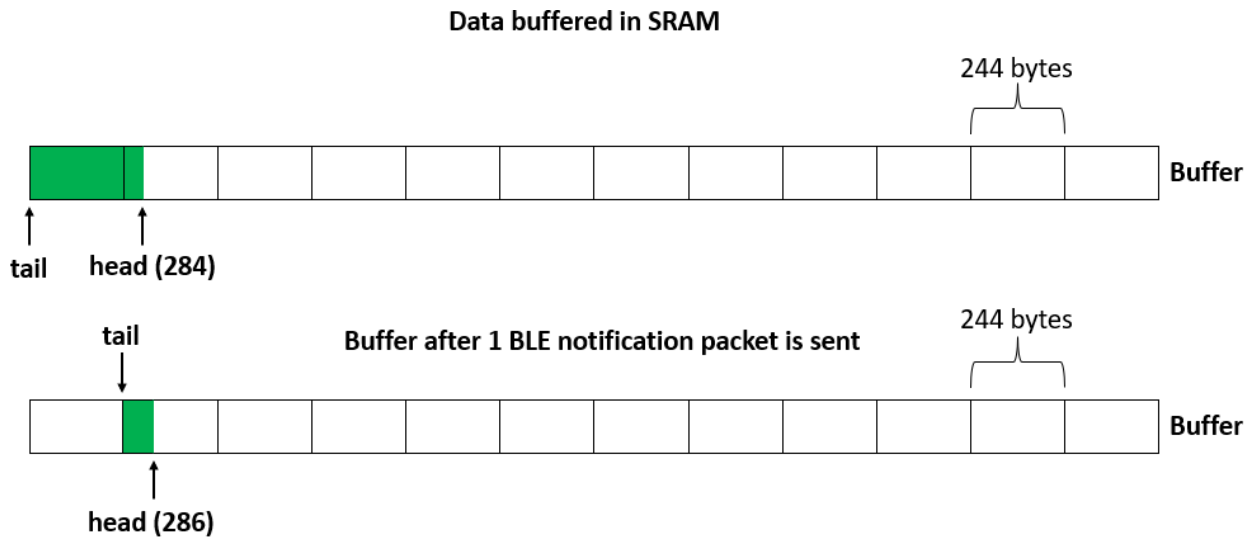 Data buffered in SRAM
244 bytes
Buffer
tail
head (284)
tail
Buffer after 1 BLE notification packet is sent
244 bytes
Buffer
head (286)